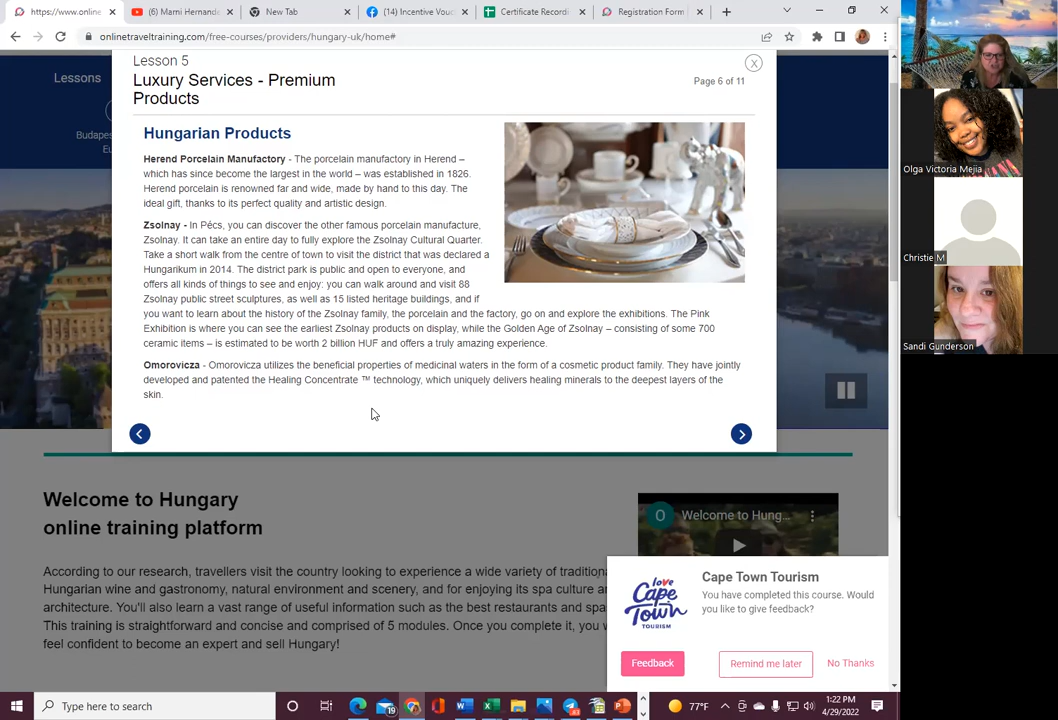 https://www.online
(6) Mami Hernande
New Tab
(14) Incentive Vouc
Certificate Recordi
Registration Form
onlinetraveltraining.com/free-courses/providers/hungary-uk/home#
Lessons
Budapes
Eu
Lesson 5
Luxury Services - Premium
Products
X
Page 6 of 11
Hungarian Products
Herend Porcelain Manufactory - The porcelain manufactory in Herend –
which has since become the largest in the world – was established in 1826.
Herend porcelain is renowned far and wide, made by hand to this day. The
ideal gift, thanks to its perfect quality and artistic design.
Zsolnay - In Pécs, you can discover the other famous porcelain manufacture,
Zsolnay. It can take an entire day to fully explore the Zsolnay Cultural Quarter.
Take a short walk from the centre of town to visit the district that was declared a
Hungarikum in 2014. The district park is public and open to everyone, and
offers all kinds of things to see and enjoy: you can walk around and visit 88
Zsolnay public street sculptures, as well as 15 listed heritage buildings, and if
you want to learn about the history of the Zsolnay family, the porcelain and the factory, go on and explore the exhibitions. The Pink
Exhibition is where you can see the earliest Zsolnay products on display, while the Golden Age of Zsolnay – consisting of some 700
ceramic items – is estimated to be worth 2 billion HUF and offers a truly amazing experience.
Omorovicza - Omorovicza utilizes the beneficial properties of medicinal waters in the form of a cosmetic product family. They have jointly
developed and patented the Healing Concentrate ™ technology, which uniquely delivers healing minerals to the deepest layers of the
skin.
Welcome to Hungary
online training platform
According to our research, travellers visit the country looking to experience a wide variety of traditiona
Hungarian wine and gastronomy, natural environment and scenery, and for enjoying its spa culture a
architecture. You'll also learn a vast range of useful information such as the best restaurants and spa
This training is straightforward and concise and comprised of 5 modules. Once you complete it, you w
feel confident to become an expert and sell Hungary!
O Welcome to Hung...
love
Cape
Town
TOURISM
Cape Town Tourism
You have completed this course. Would
you like to give feedback?
Feedback
Remind me later
No Thanks
Olga Victoria Mejia
Christie M
Sandi Gunderson
Type here to search
19
77°F
1:22 PM
4/29/2022